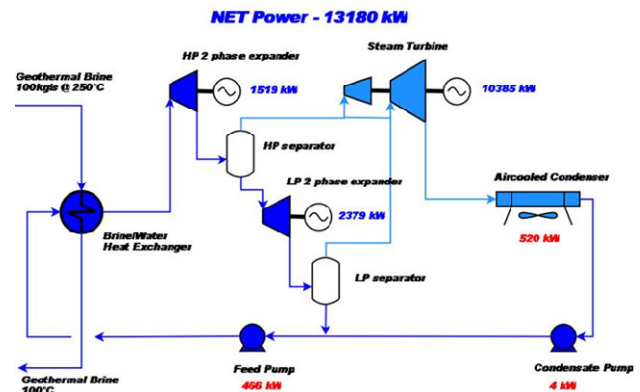 NET Power - 13180 kW
HP 2 phase expander
Steam Turbine
Geothermal Brine
100kg/s @ 250°C
1519 kW
10385 kW
HP separator
LP 2 phase expander
Aircooled Condenser
2379 kW
Brine/Water
Heat Exchanger
520 kW
LP separator
Feed Pump
466 kW
Condensate Pump
4 kW
Geothermal Brine
100°C